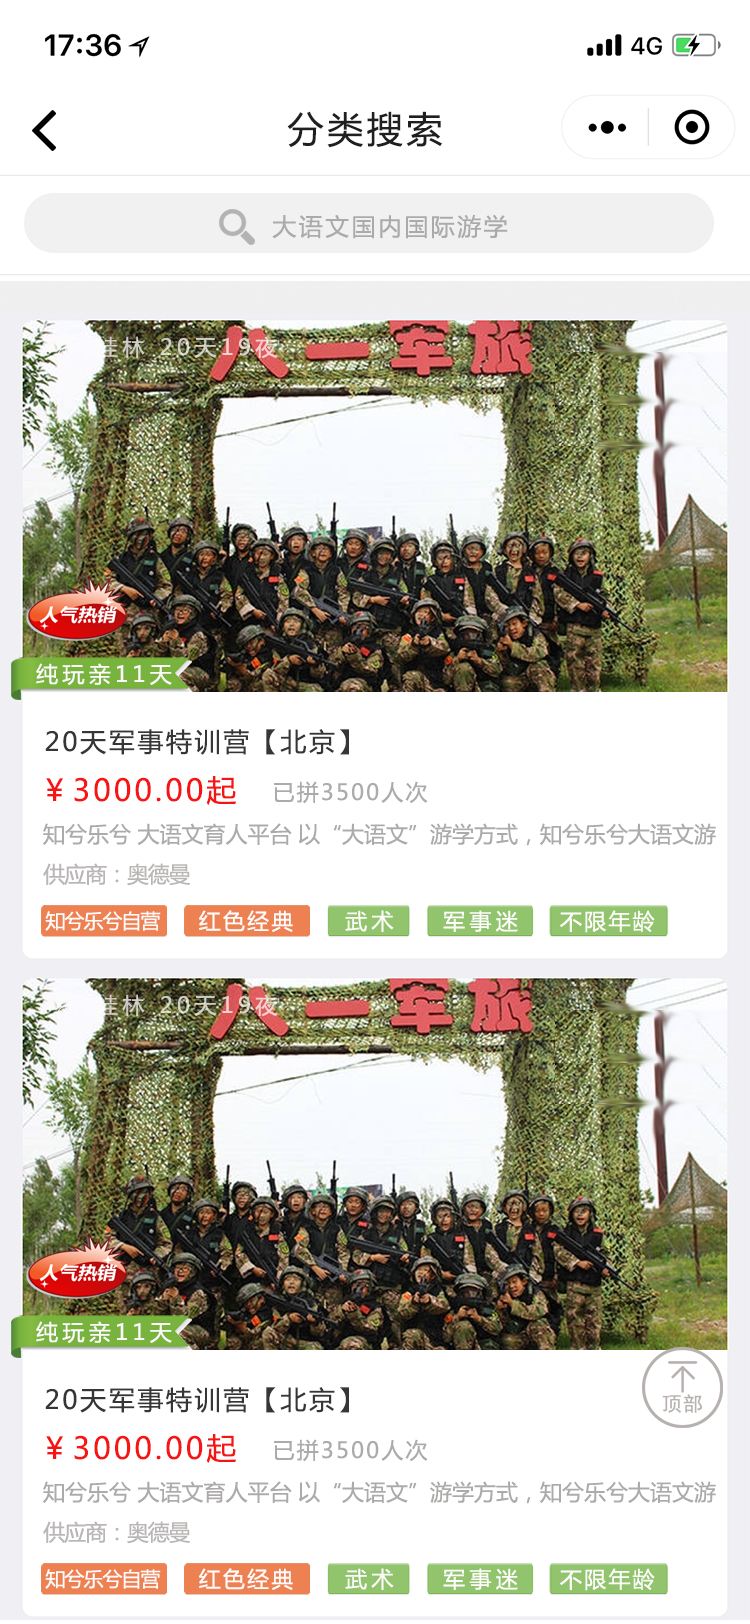 17:36
4G
分类搜索
大语文国内国际游学
八一军旅
桂林 20天19夜
人气热销
纯玩亲11天
20天军事特训营【北京】
¥ 3000.00起 已拼3500人次
知兮乐兮 大语文育人平台 以“大语文”游学方式，知兮乐兮大语文游
供应商：奥德曼
知兮乐兮自营 红色经典 武术 军事迷 不限年龄
八一军旅
桂林 20天19夜
人气热销
纯玩亲11天
20天军事特训营【北京】
¥ 3000.00起 已拼3500人次
知兮乐兮 大语文育人平台 以“大语文”游学方式，知兮乐兮大语文游
供应商：奥德曼
知兮乐兮自营 红色经典 武术 军事迷 不限年龄
顶部